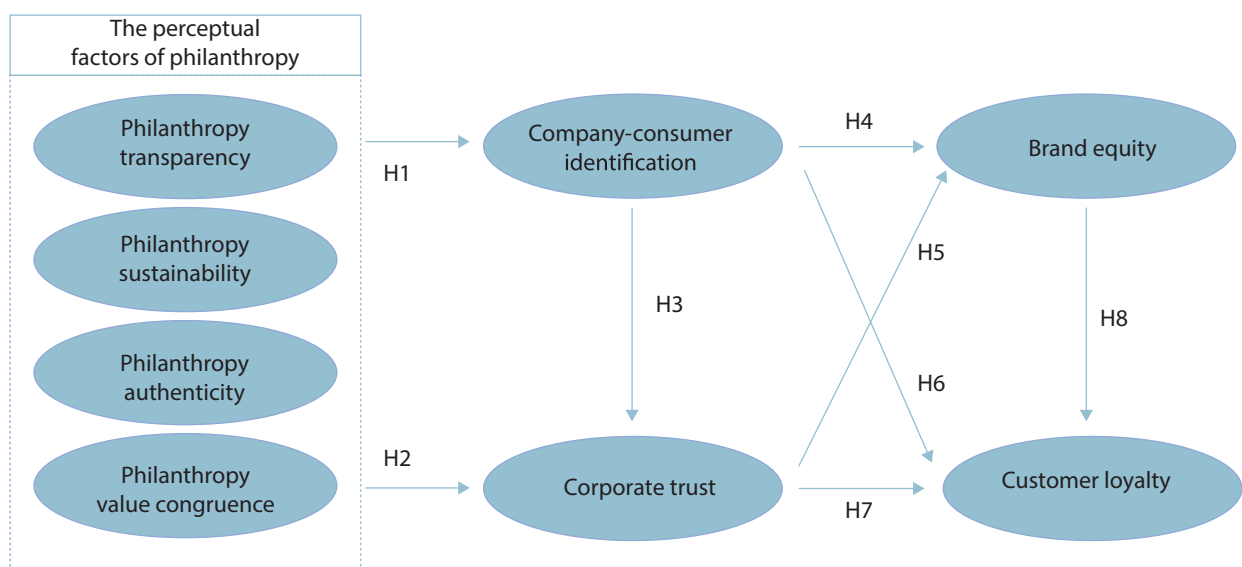 The perceptual
factors of philanthropy
Philanthropy
transparency
Philanthropy
sustainability
Philanthropy
authenticity
Philanthropy
value congruence
H1
H2
Company-consumer
identification
H3
Corporate trust
H4
H5
H6
H7
Brand equity
H8
Customer loyalty